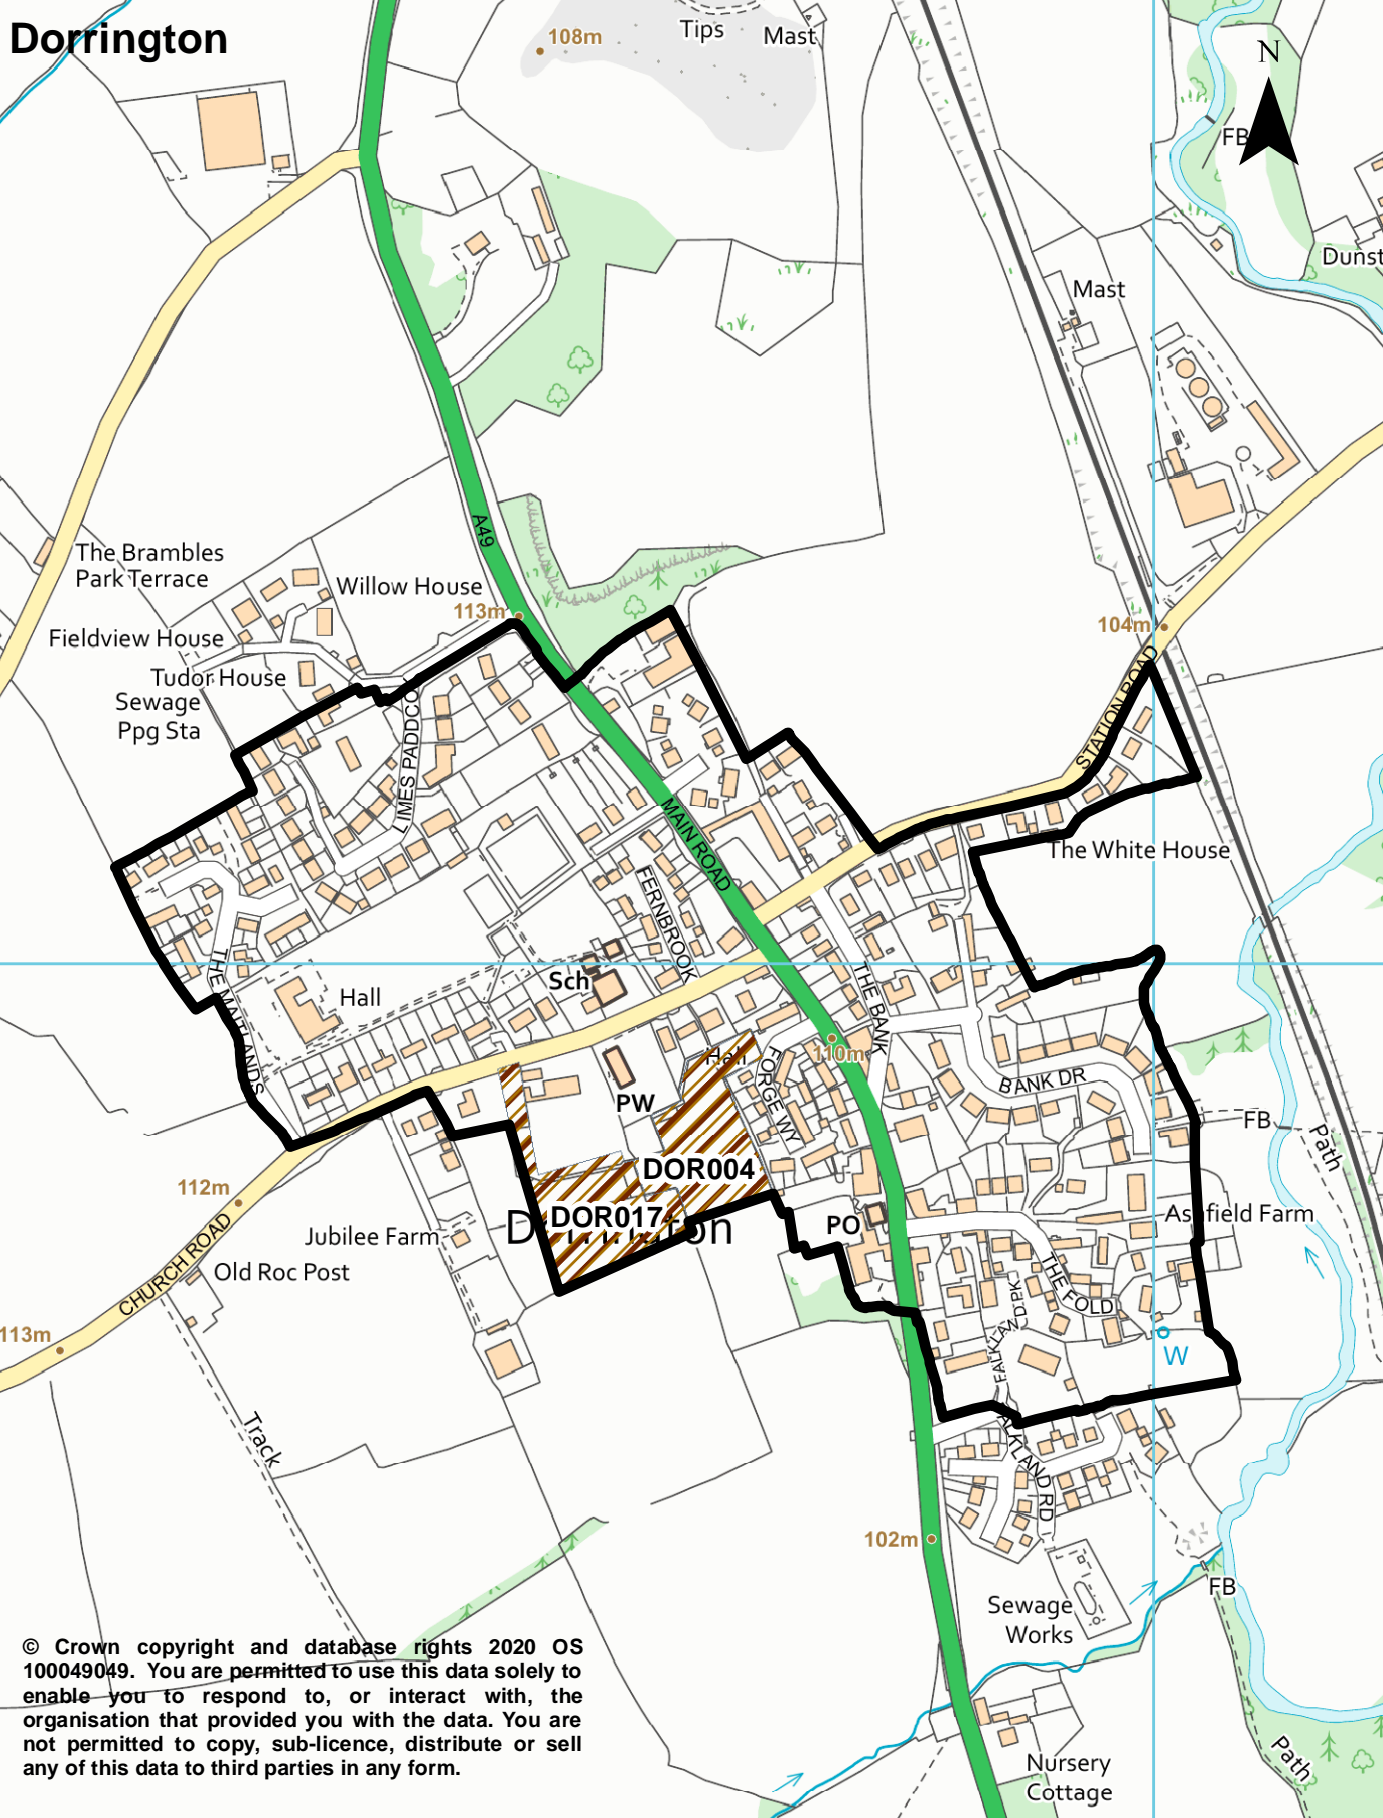 Dorrington
108m
Tips
Mast
N
FB
Dunst
Mast
A49
The Brambles
Park Terrace
Willow House
113m
Fieldview House
104m
Tudor House
Sewage
Ppg Sta
STATION ROAD
LIMES PADDCO
MAIN ROAD
The White House
FERNBROOK
THE MAITLANDS
Sch
Hall
THE BANK
110m
Hall
FORGE WY
BANK DR
PW
FB
Path
DOR004
112m
DOR017
PO
Ashfield Farm
Jubilee Farm
CHURCH ROAD
Old Roc Post
THE FOLD
113m
W
Track
FALKLAND RD
102m
FB
Sewage
Works
© Crown copyright and database rights 2020 OS
100049049. You are permitted to use this data solely to
enable you to respond to, or interact with, the
organisation that provided you with the data. You are
not permitted to copy, sub-licence, distribute or sell
any of this data to third parties in any form.
Path
Nursery
Cottage